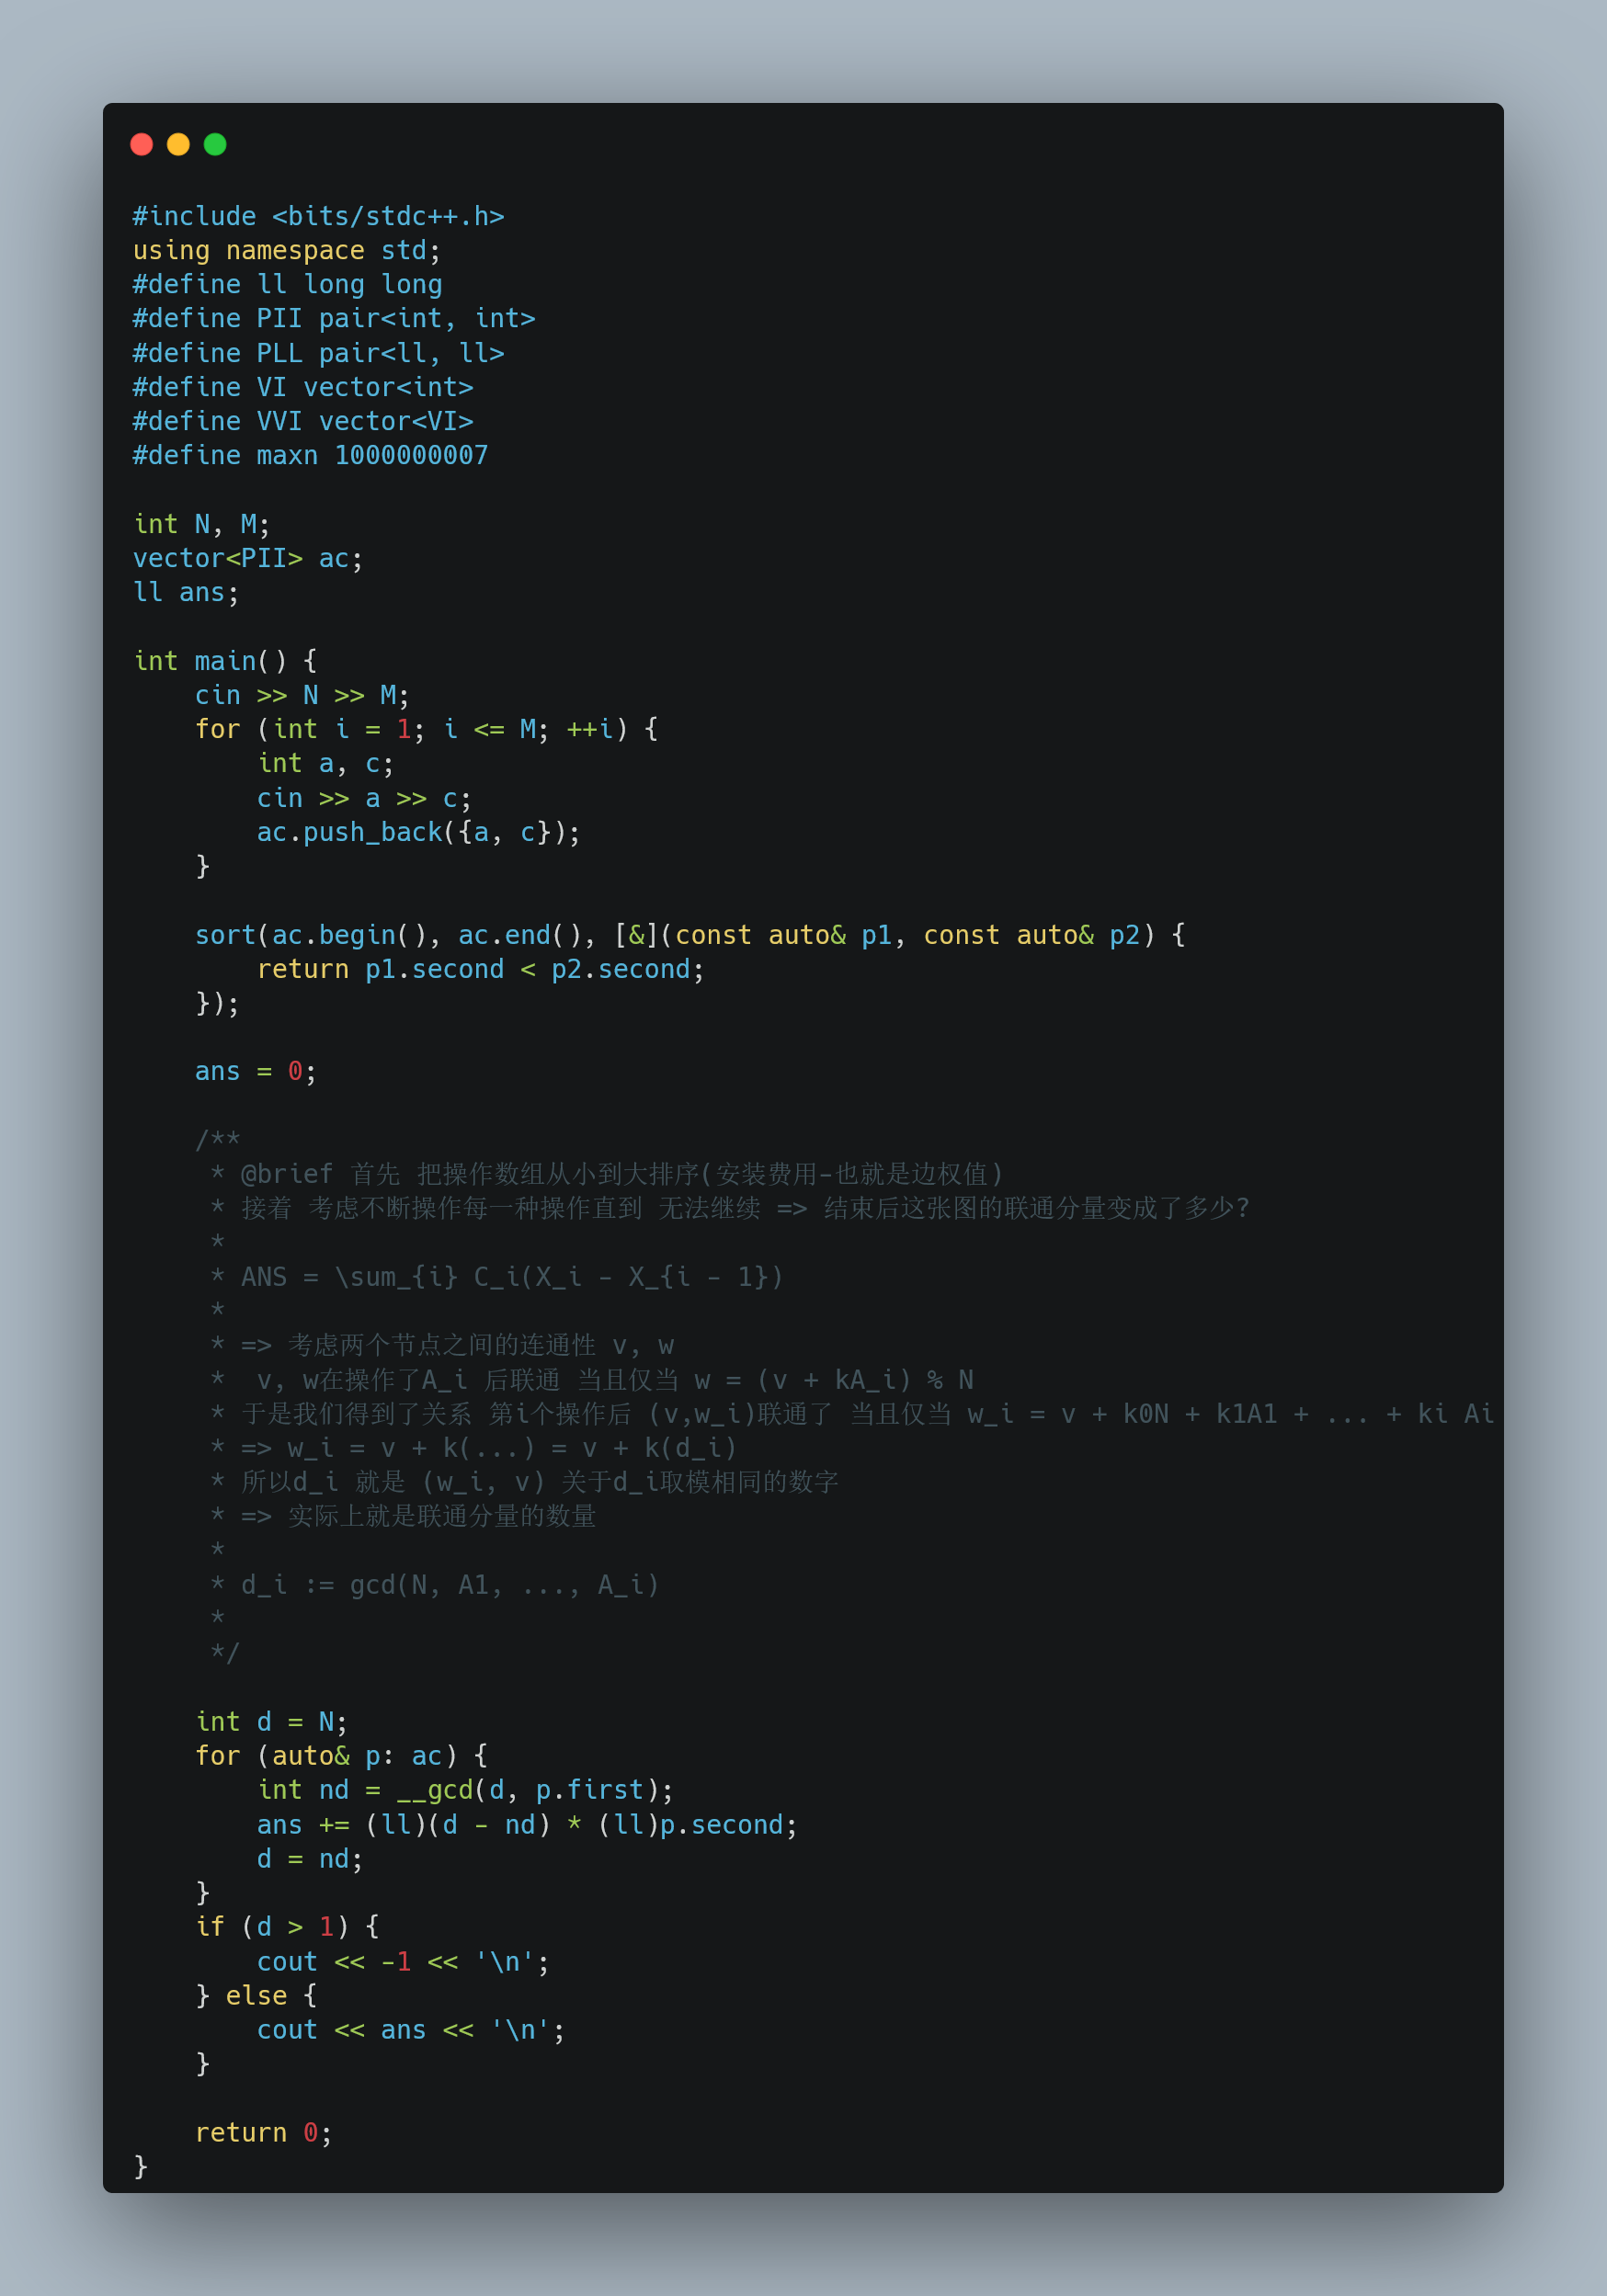 #include <bits/stdc++.h>
using namespace std;
#define ll long long
#define PII pair<int, int>
#define PLL pair<ll, ll>
#define VI vector<int>
#define VVI vector<VI>
#define maxn 1000000007

int N, M;
vector<PII> ac;
ll ans;

int main() {
    cin >> N >> M;
    for (int i = 1; i <= M; ++i) {
        int a, c;
        cin >> a >> c;
        ac.push_back({a, c});
    }

    sort(ac.begin(), ac.end(), [&](const auto& p1, const auto& p2) {
        return p1.second < p2.second;
    });

    ans = 0;

    /**
     * @brief 首先 把操作数组从小到大排序(安装费用-也就是边权值)
     * 接着 考虑不断操作每一种操作直到 无法继续 => 结束后这张图的联通分量变成了多少?
     *
     * ANS = \sum_{i} C_i(X_i - X_{i - 1})
     *
     * => 考虑两个节点之间的连通性 v, w
     *  v, w在操作了A_i 后联通 当且仅当 w = (v + kA_i) % N
     * 于是我们得到了关系 第i个操作后 (v,w_i)联通了 当且仅当 w_i = v + k0N + k1A1 + ... + ki Ai
     * => w_i = v + k(...) = v + k(d_i)
     * 所以d_i 就是 (w_i, v) 关于d_i取模相同的数字
     * => 实际上就是联通分量的数量
     *
     * d_i := gcd(N, A1, ..., A_i)
     *
     */

    int d = N;
    for (auto& p: ac) {
        int nd = __gcd(d, p.first);
        ans += (ll)(d - nd) * (ll)p.second;
        d = nd;
    }
    if (d > 1) {
        cout << -1 << '\n';
    } else {
        cout << ans << '\n';
    }

    return 0;
}